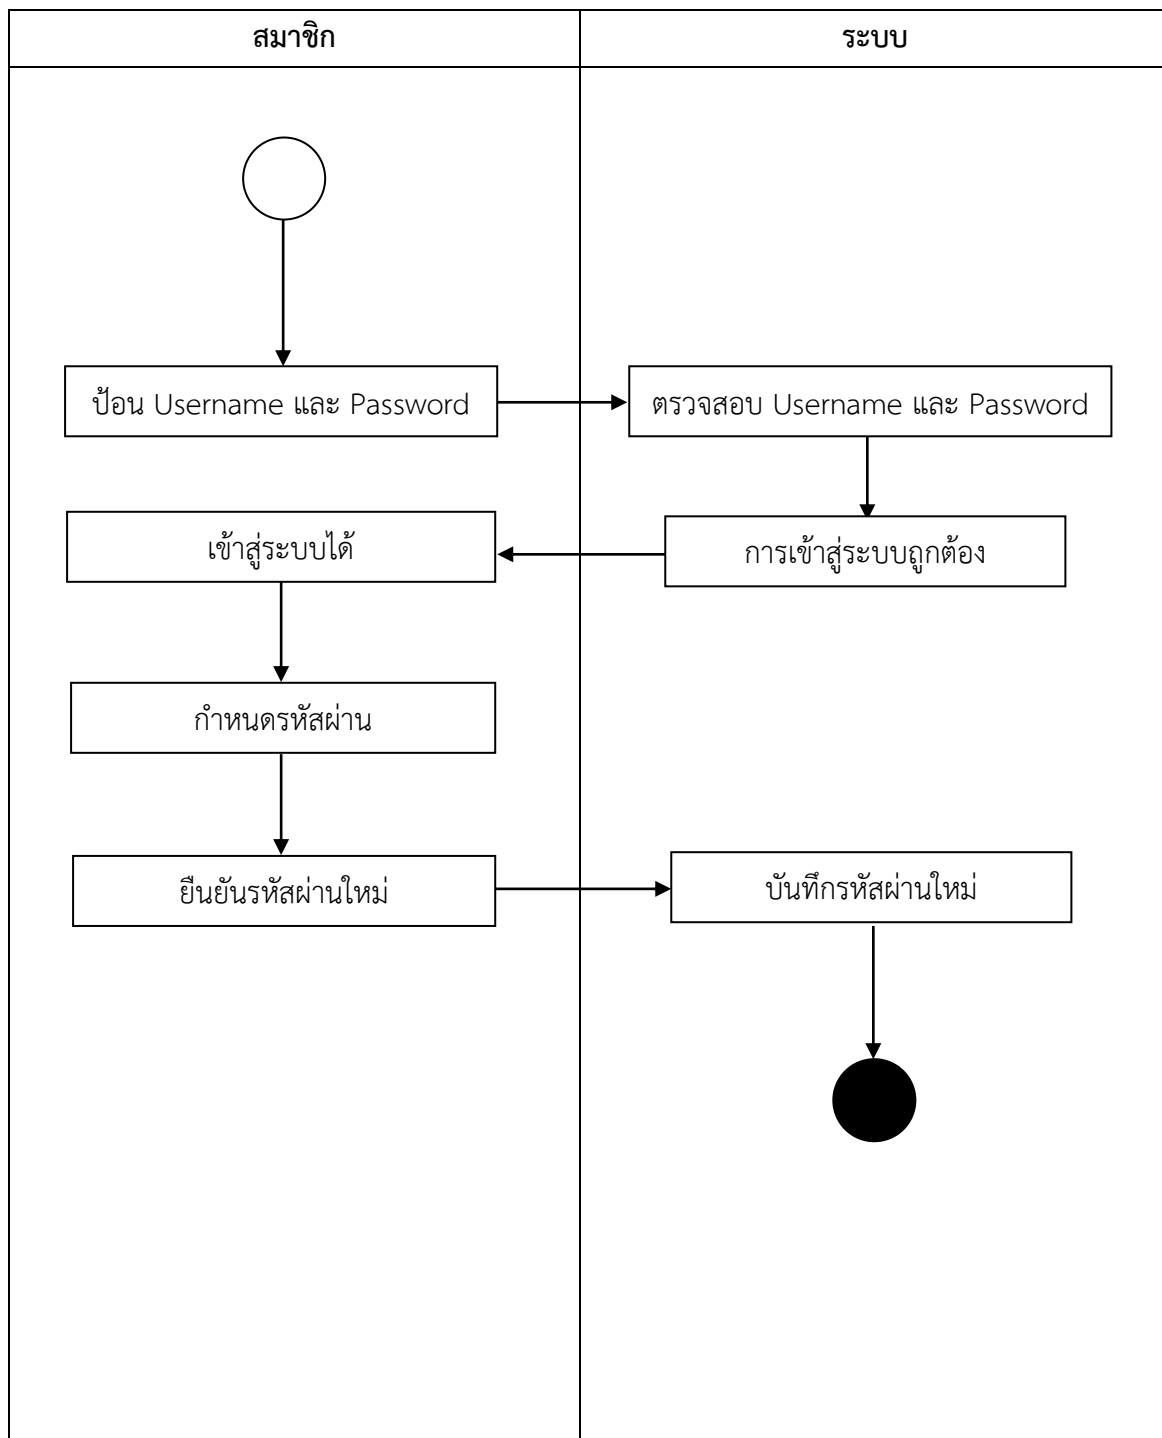 สมาชิก
ระบบ
ป้อน Username และ Password
ตรวจสอบ Username และ Password
เข้าสู่ระบบได้
การเข้าสู่ระบบถูกต้อง
กำหนดรหัสผ่าน
ยืนยันรหัสผ่านใหม่
บันทึกรหัสผ่านใหม่